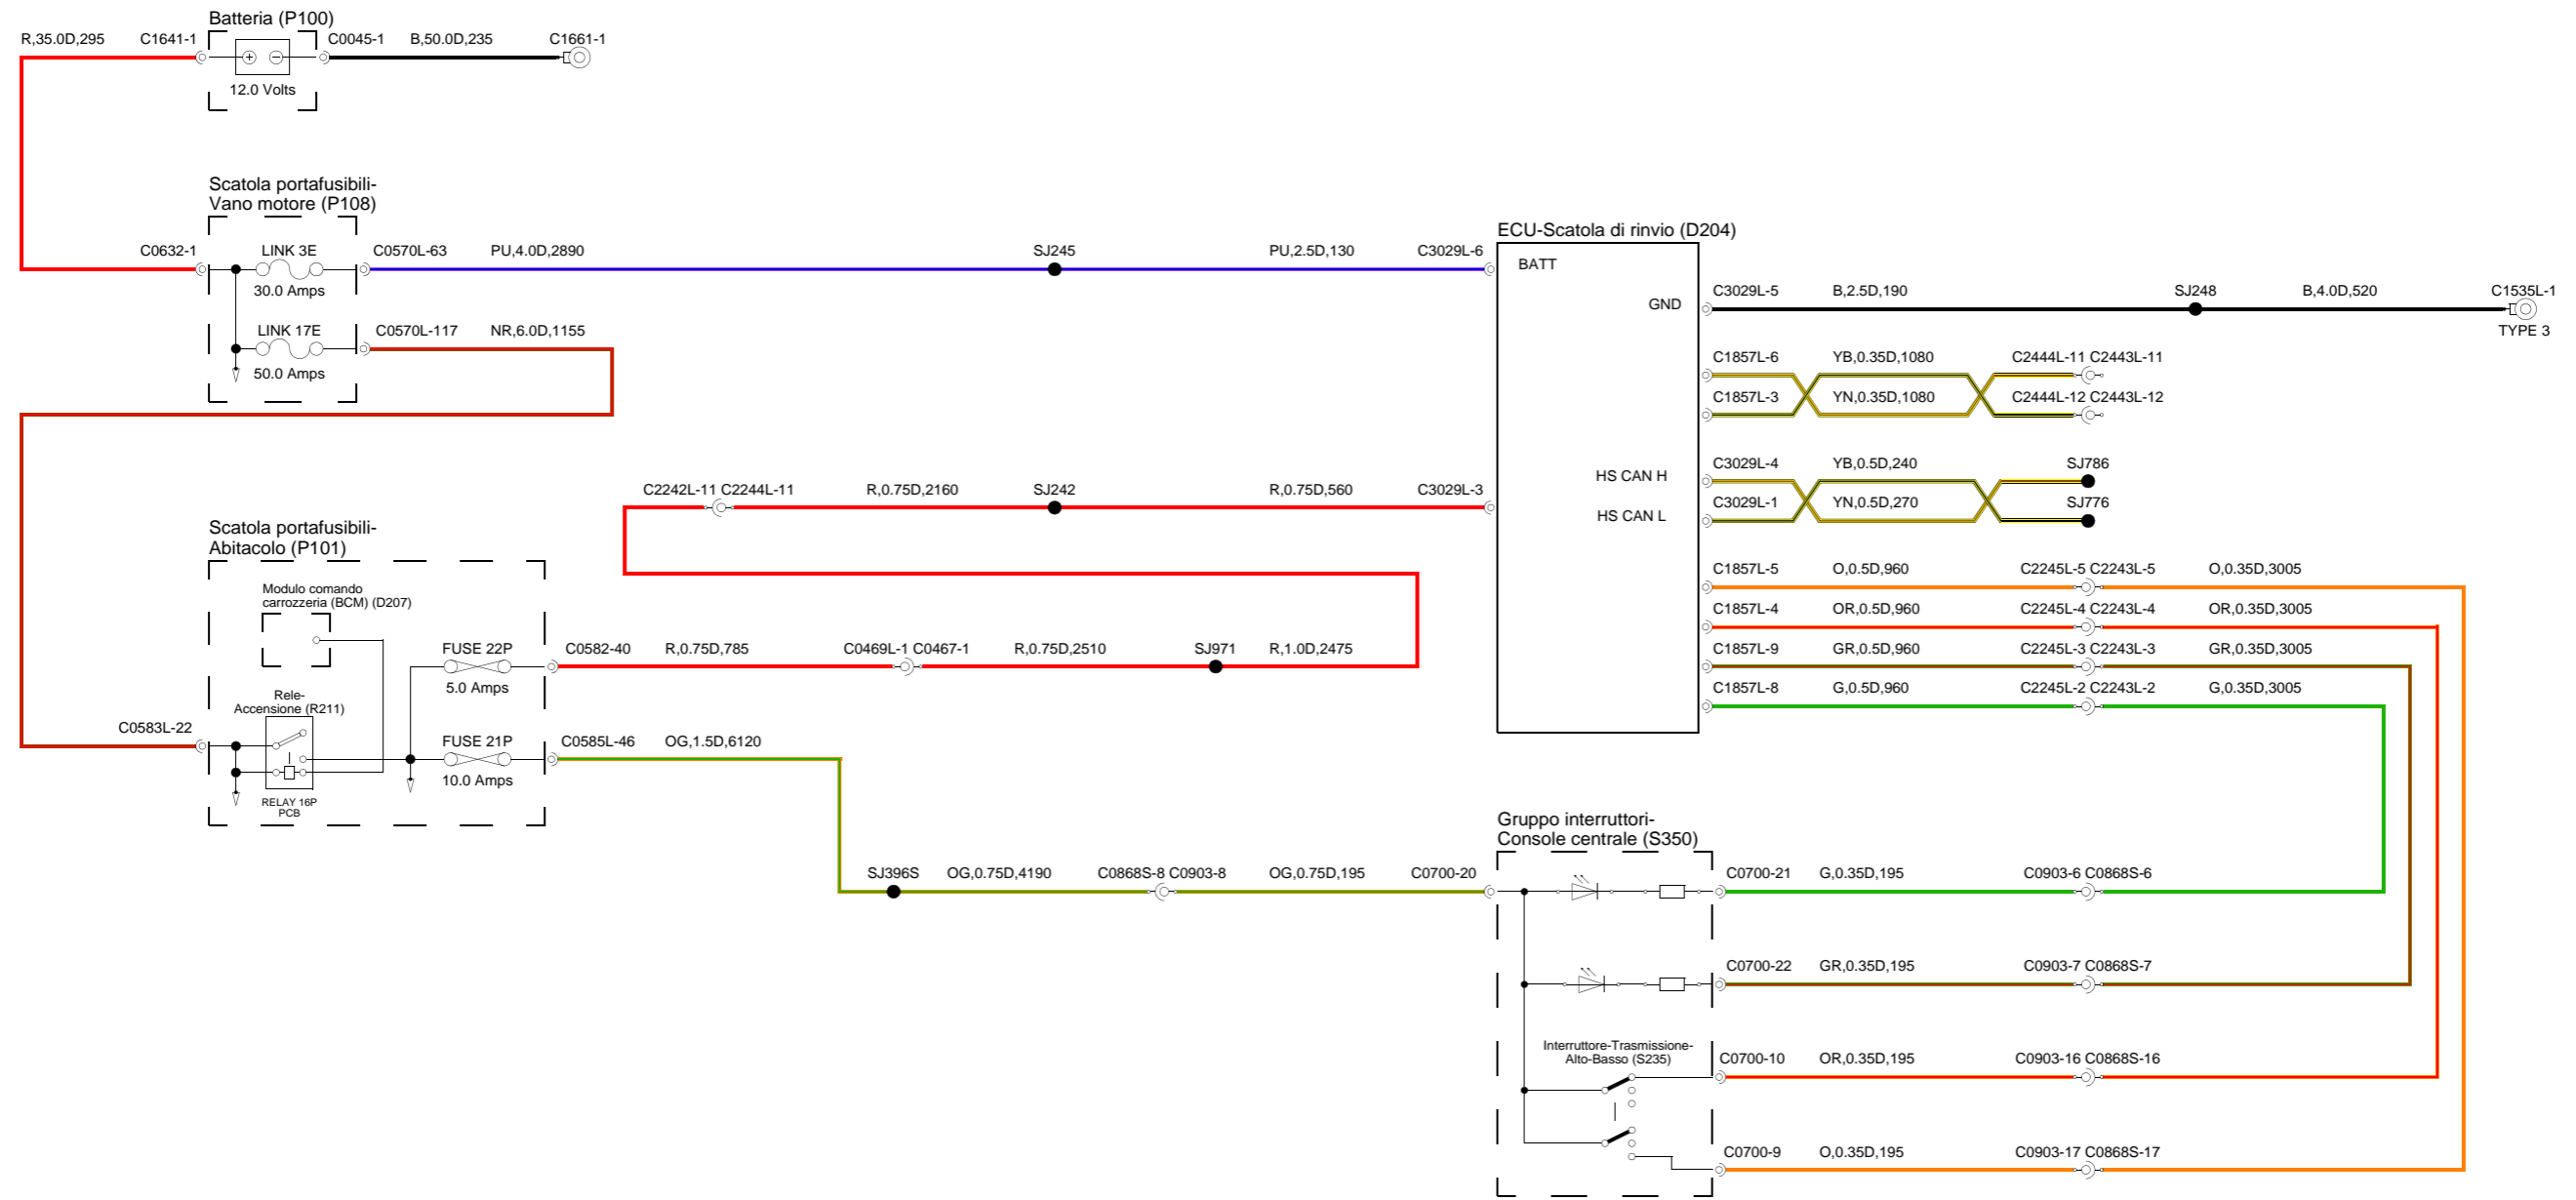 Batteria (P100)
R,35.0D,295
C1641-1
C0045-1
B,50.0D,235
C1661-1
12.0 Volts
Scatola portafusibili-
Vano motore (P108)
C0632-1
LINK 3E
30.0 Amps
C0570L-63
PU,4.0D,2890
SJ245
PU,2.5D,130
C3029L-6
LINK 17E
50.0 Amps
C0570L-117
NR,6.0D,1155
ECU-Scatola di rinvio (D204)
BATT
GND
C3029L-5
B,2.5D,190
SJ248
B,4.0D,520
C1535L-1
TYPE 3
C1857L-6
YB,0.35D,1080
C2444L-11 C2443L-11
C1857L-3
YN,0.35D,1080
C2444L-12 C2443L-12
HS CAN H
C3029L-4
YB,0.5D,240
SJ786
HS CAN L
C3029L-1
YN,0.5D,270
SJ776
C2242L-11 C2244L-11
R,0.75D,2160
SJ242
R,0.75D,560
C3029L-3
C1857L-5
O,0.5D,960
C2245L-5 C2243L-5
O,0.35D,3005
C1857L-4
OR,0.5D,960
C2245L-4 C2243L-4
OR,0.35D,3005
C1857L-9
GR,0.5D,960
C2245L-3 C2243L-3
GR,0.35D,3005
C1857L-8
G,0.5D,960
C2245L-2 C2243L-2
G,0.35D,3005
Scatola portafusibili-
Abitacolo (P101)
Modulo comando
carrozzeria (BCM) (D207)
FUSE 22P
5.0 Amps
C0582-40
R,0.75D,785
C0469L-1 C0467-1
R,0.75D,2510
SJ971
R,1.0D,2475
Rele-
Accensione (R211)
C0583L-22
RELAY 16P
PCB
FUSE 21P
10.0 Amps
C0585L-46
OG,1.5D,6120
SJ396S
OG,0.75D,4190
C0868S-8 C0903-8
OG,0.75D,195
C0700-20
Gruppo interruttori-
Console centrale (S350)
C0700-21
G,0.35D,195
C0903-6 C0868S-6
C0700-22
GR,0.35D,195
C0903-7 C0868S-7
Interruttore-Trasmissione-
Alto-Basso (S235)
C0700-10
OR,0.35D,195
C0903-16 C0868S-16
C0700-9
O,0.35D,195
C0903-17 C0868S-17